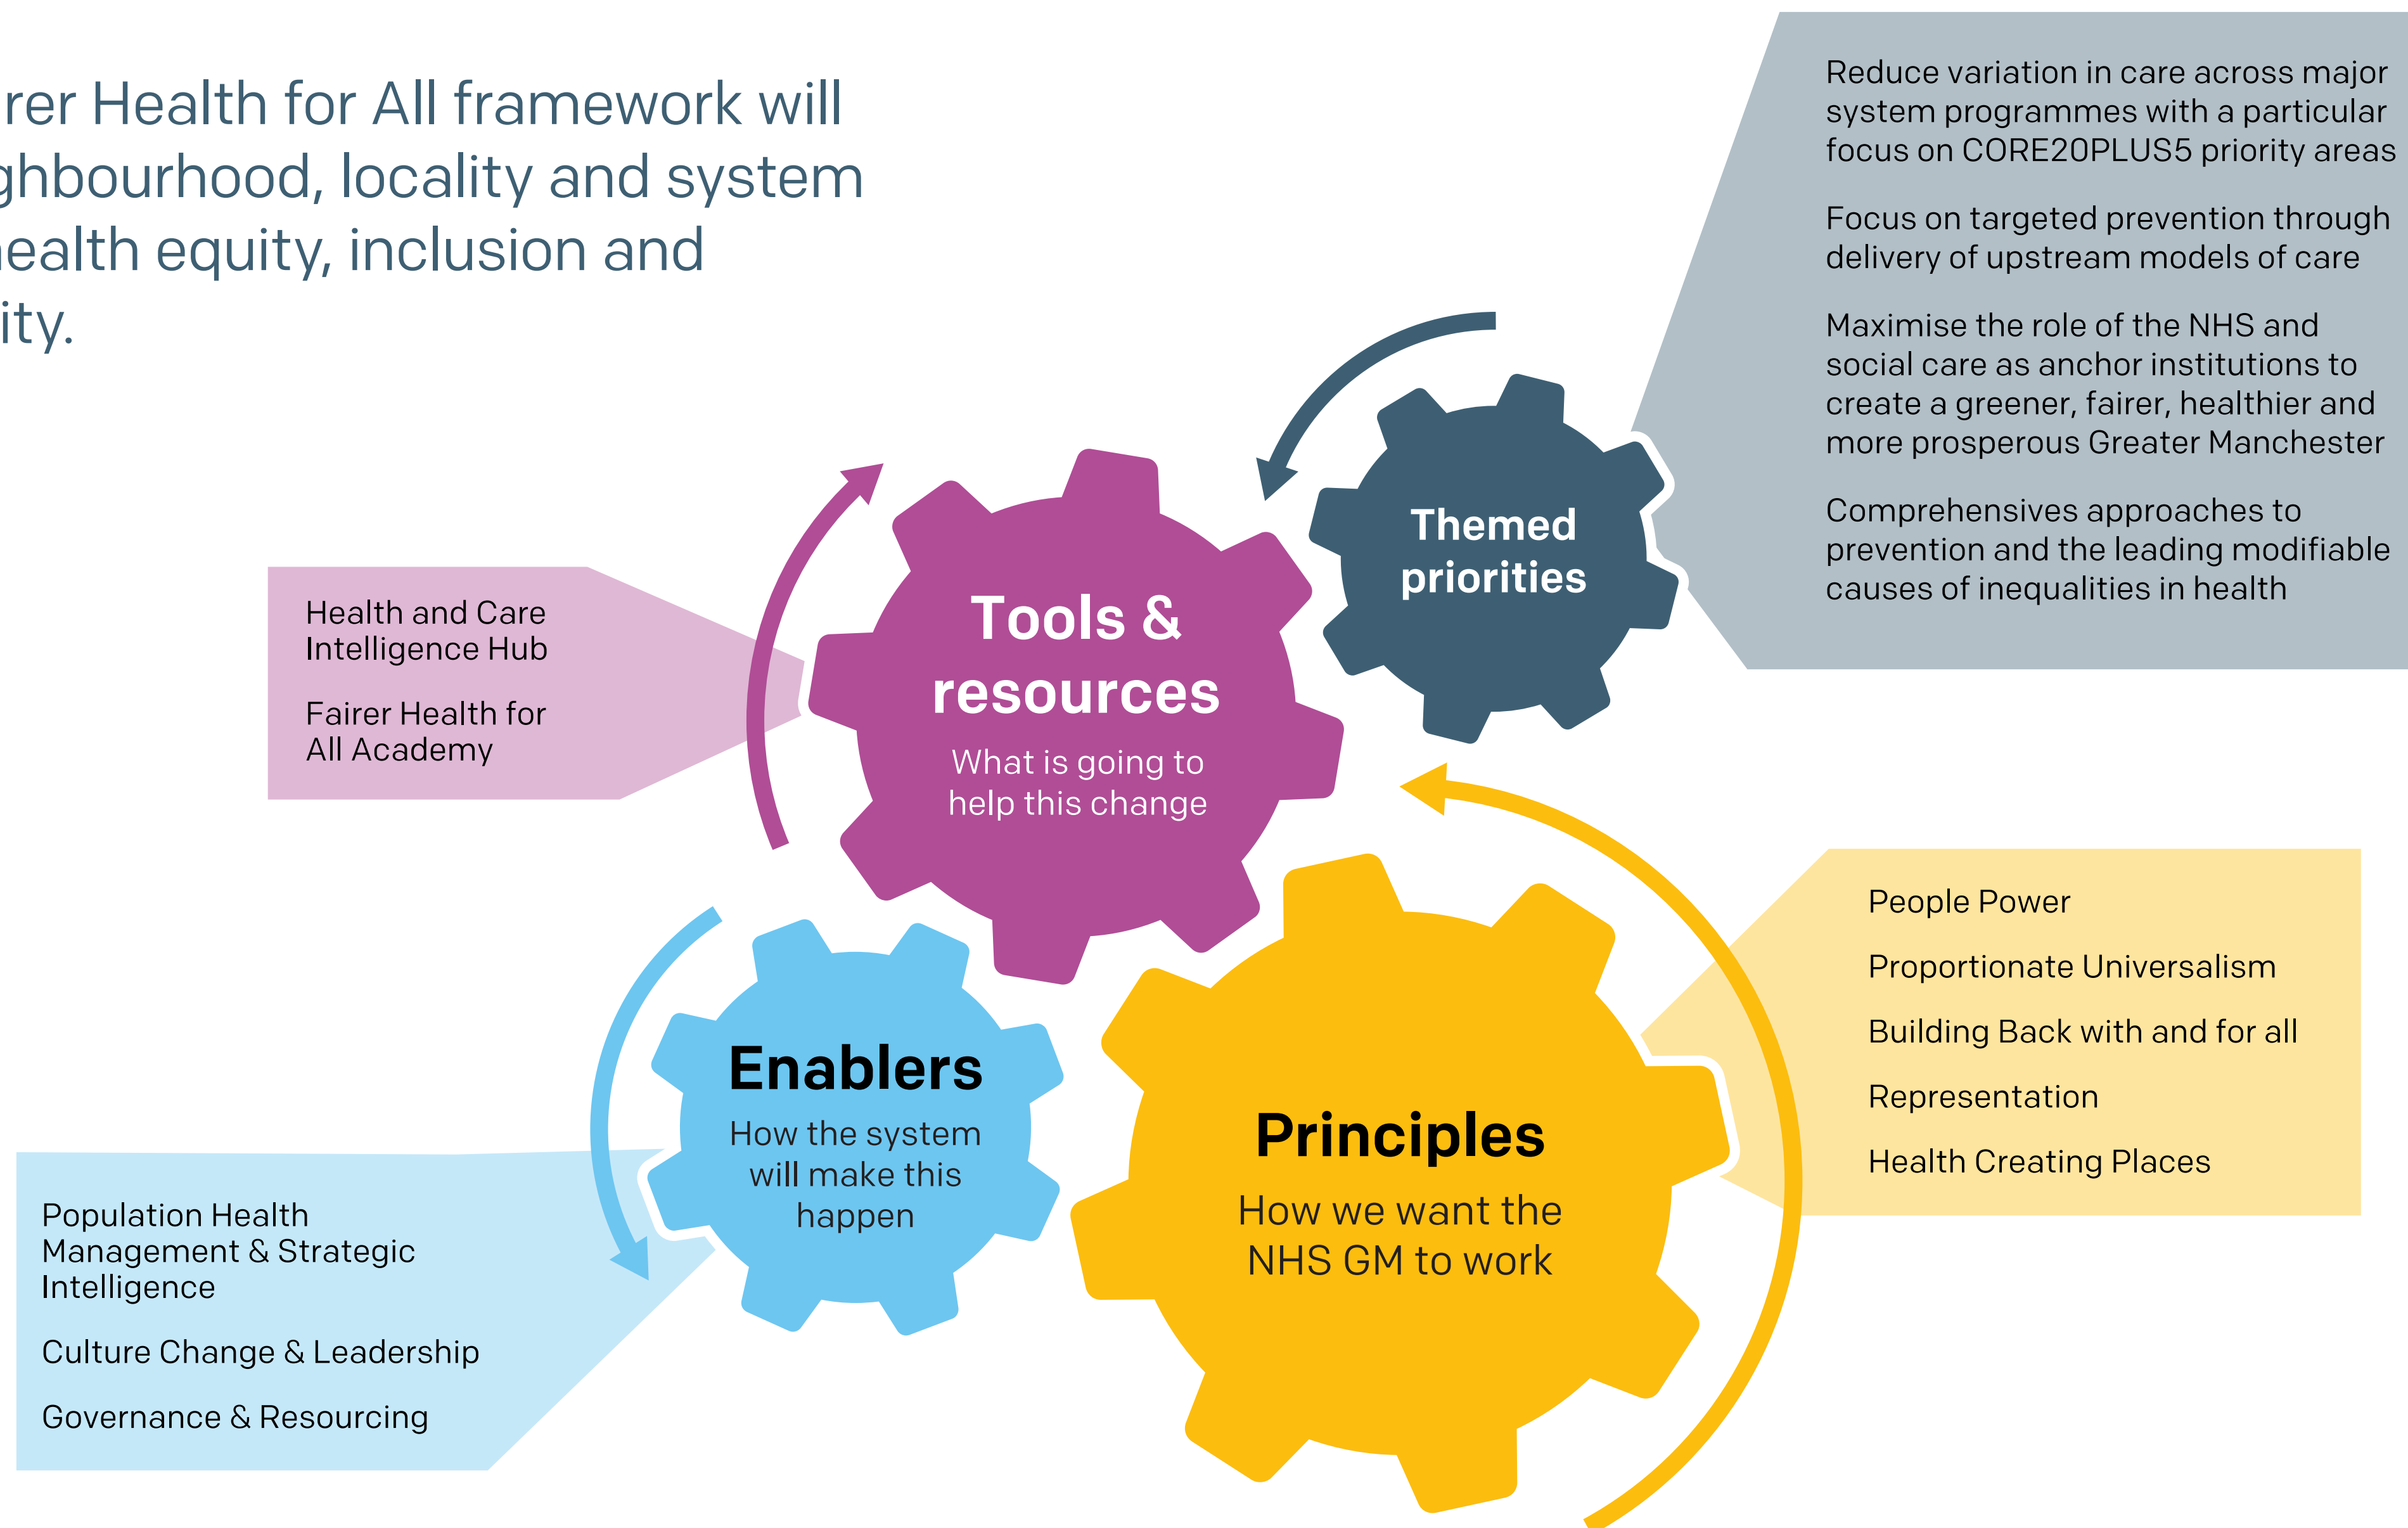 rer Health for All framework will
ghbourhood, locality and system
ealth equity, inclusion and
ity.
Reduce variation in care across major
system programmes with a particular
focus on CORE20PLUS5 priority areas
Focus on targeted prevention through
delivery of upstream models of care
Maximise the role of the NHS and
social care as anchor institutions to
create a greener, fairer, healthier and
more prosperous Greater Manchester
Comprehensives approaches to
prevention and the leading modifiable
causes of inequalities in health
Themed
priorities
Tools &
resources
What is going to
help this change
Health and Care
Intelligence Hub
Fairer Health for
All Academy
People Power
Proportionate Universalism
Building Back with and for all
Representation
Health Creating Places
Enablers
How the system
will make this
happen
Principles
How we want the
NHS GM to work
Population Health
Management & Strategic
Intelligence
Culture Change & Leadership
Governance & Resourcing